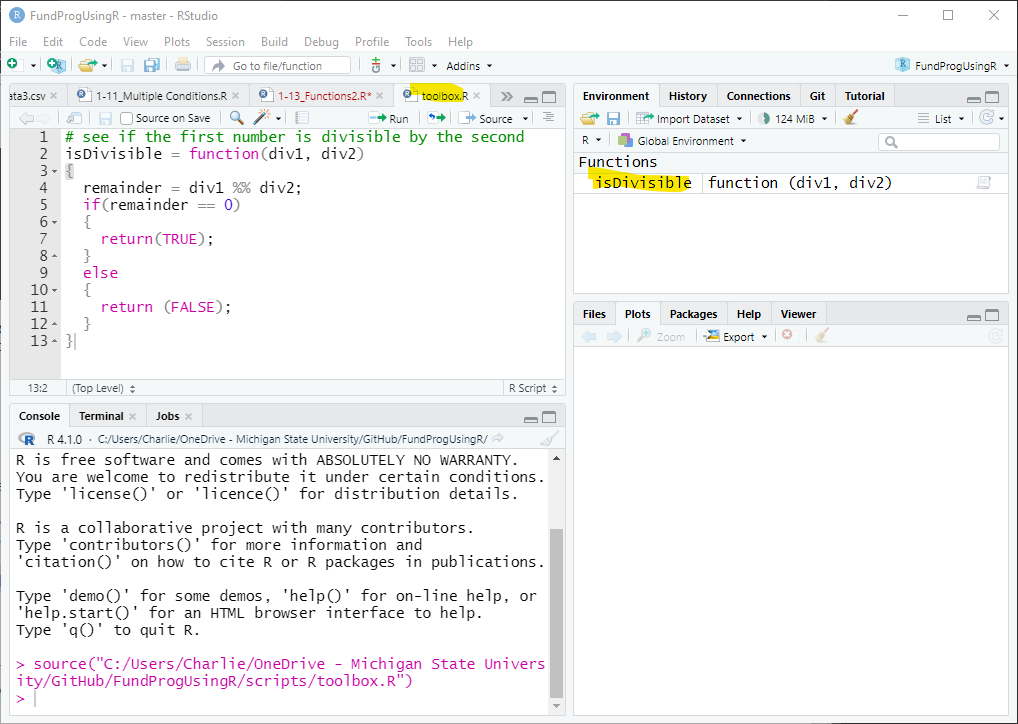 FundProgUsingR - master - RStudio
File Edit Code View Plots Session Build Debug Profile Tools Help
Go to file/function Addins FundProgUsingR
ata3.csv 1-11_Multiple Conditions.R 1-13_Functions2.R* toolbox.R
Source on Save Run Source
1 # see if the first number is divisible by the second
2 isDivisible = function(div1, div2)
3 {
4 remainder = div1 %% div2;
5 if(remainder == 0)
6 {
7 return(TRUE);
8 }
9 else
10 {
11 return (FALSE);
12 }
13 }
13:2 (Top Level) R Script
Console Terminal Jobs
R 4.1.0 · C:/Users/Charlie/OneDrive - Michigan State University/GitHub/FundProgUsingR/
R is free software and comes with ABSOLUTELY NO WARRANTY.
You are welcome to redistribute it under certain conditions.
Type 'license()' or 'licence()' for distribution details.
R is a collaborative project with many contributors.
Type 'contributors()' for more information and
'citation()' on how to cite R or R packages in publications.
Type 'demo()' for some demos, 'help()' for on-line help, or
'help.start()' for an HTML browser interface to help.
Type 'q()' to quit R.
> source("C:/Users/Charlie/OneDrive - Michigan State Univers
ity/GitHub/FundProgUsingR/scripts/toolbox.R")
>
Environment History Connections Git Tutorial
Import Dataset 124 MiB List
R Global Environment
Functions
isDivisible function (div1, div2)
Files Plots Packages Help Viewer
Zoom Export